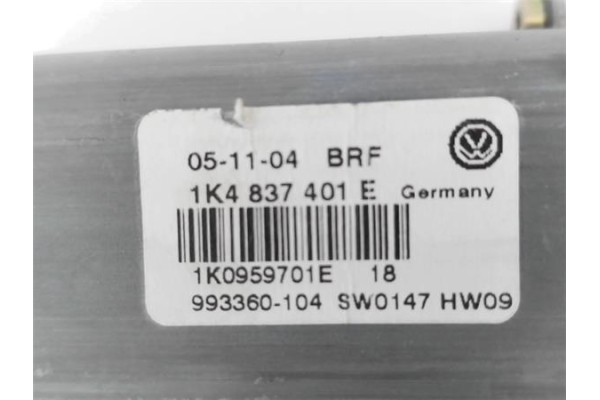 05-11-04 BRF
1K4 837 401 E Germany
1K0959701E 18
993360-104 SW0147 HW09